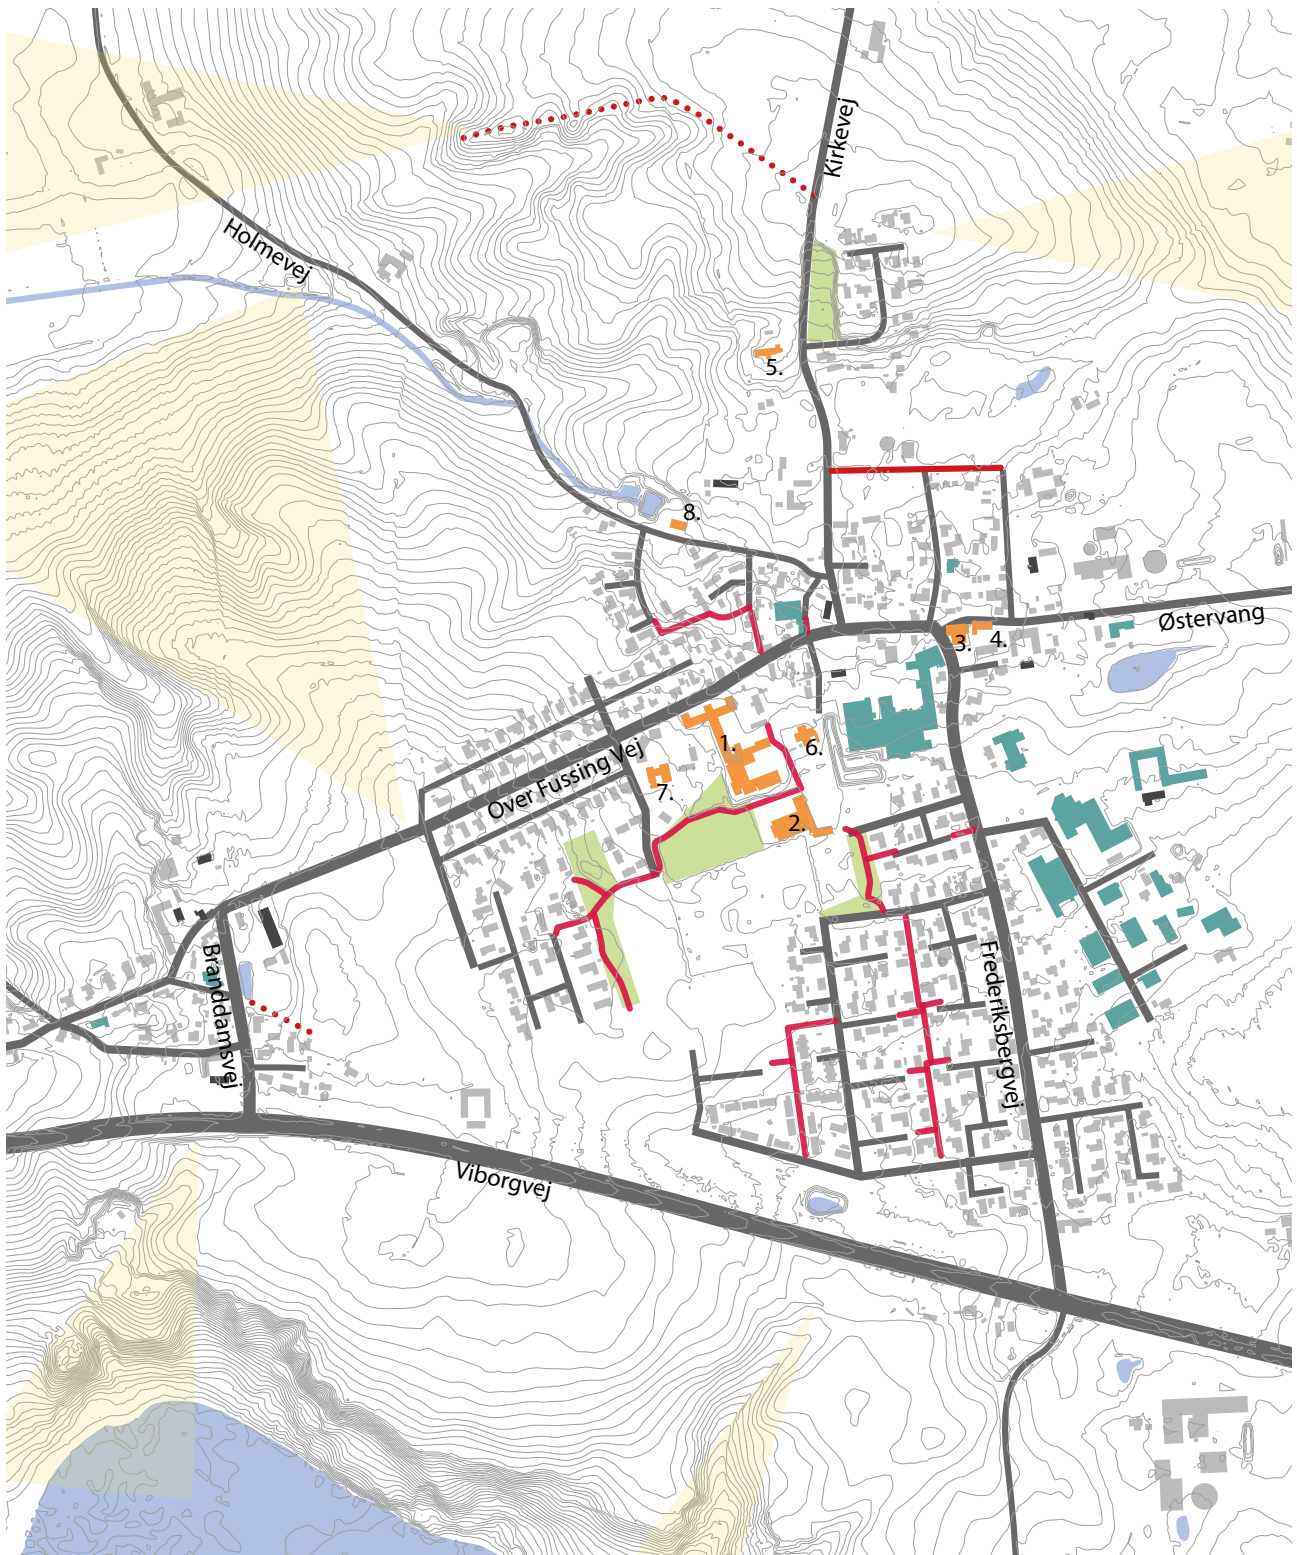 Kirkevej
Holmevej
5.
8.
Østervang
3.
4.
1.
6.
Over Fussing Vej
7.
2.
Branddamsvej
Frederiksbergvej
Viborgvej